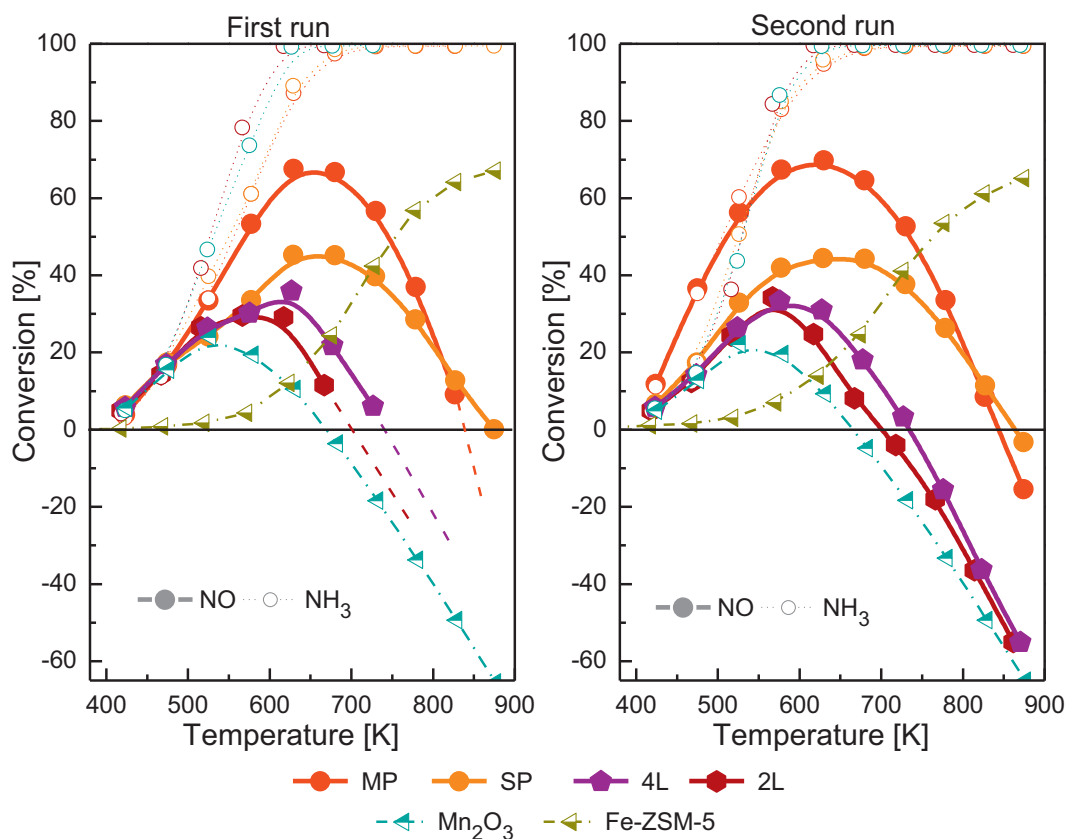 First run
Second run
Conversion [%]
100
80
60
40
20
0
-20
-40
-60
NO NH3
400 500 600 700 800 900
Temperature [K]
Conversion [%]
100
80
60
40
20
0
-20
-40
-60
NO NH3
400 500 600 700 800 900
Temperature [K]
MP SP 4L 2L
Mn2O3 Fe-ZSM-5